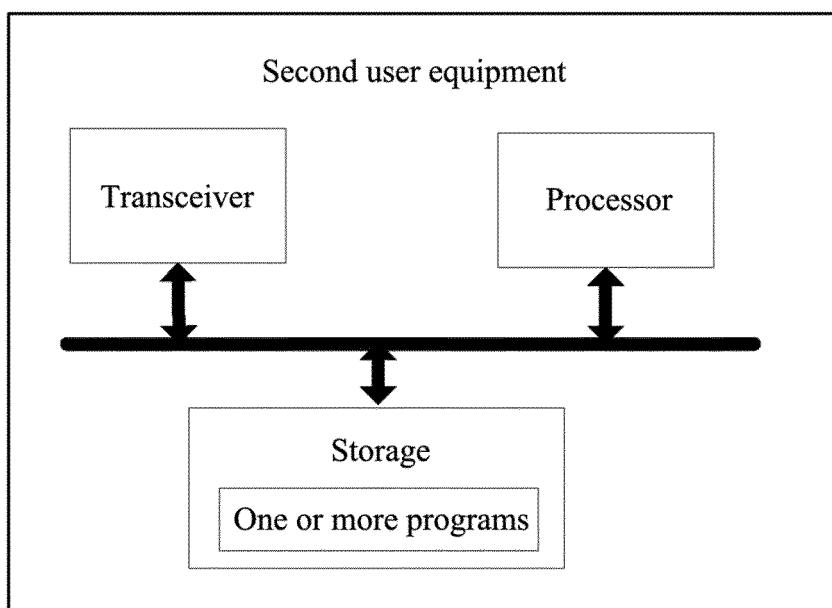 Second user equipment
Transceiver
Processor
Storage
One or more programs